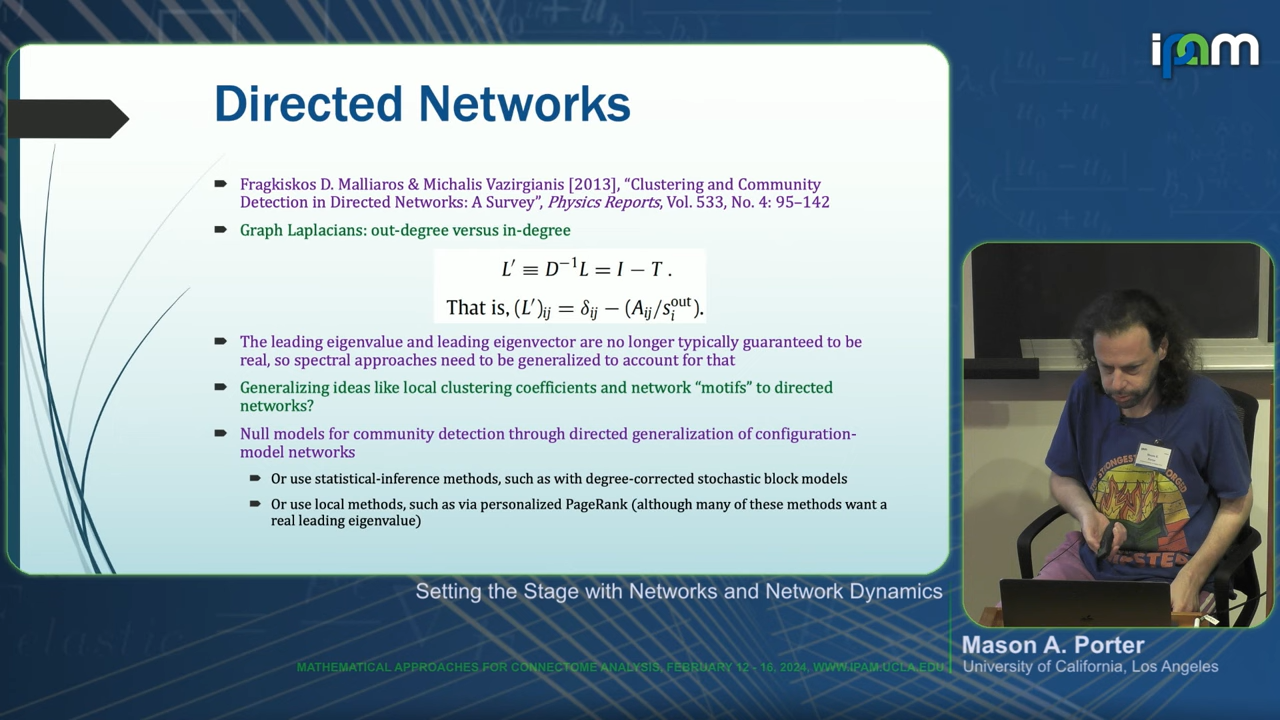 ipam
Directed Networks
Fragkiskos D. Malliaros & Michalis Vazirgianis [2013], “Clustering and Community
Detection in Directed Networks: A Survey”, Physics Reports, Vol. 533, No. 4: 95–142
Graph Laplacians: out-degree versus in-degree
L′ ≡ D⁻¹L = I − T .
That is, (L′)ij = δij − (Aij/siout).
The leading eigenvalue and leading eigenvector are no longer typically guaranteed to be
real, so spectral approaches need to be generalized to account for that
Generalizing ideas like local clustering coefficients and network “motifs” to directed
networks?
Null models for community detection through directed generalization of configuration-
model networks
Or use statistical-inference methods, such as with degree-corrected stochastic block models
Or use local methods, such as via personalized PageRank (although many of these methods want a
real leading eigenvalue)
Setting the Stage with Networks and Network Dynamics
Mason A. Porter
University of California, Los Angeles
MATHEMATICAL APPROACHES FOR CONNECTOME ANALYSIS, FEBRUARY 12 - 16, 2024, WWW.IPAM.UCLA.EDU
elastic